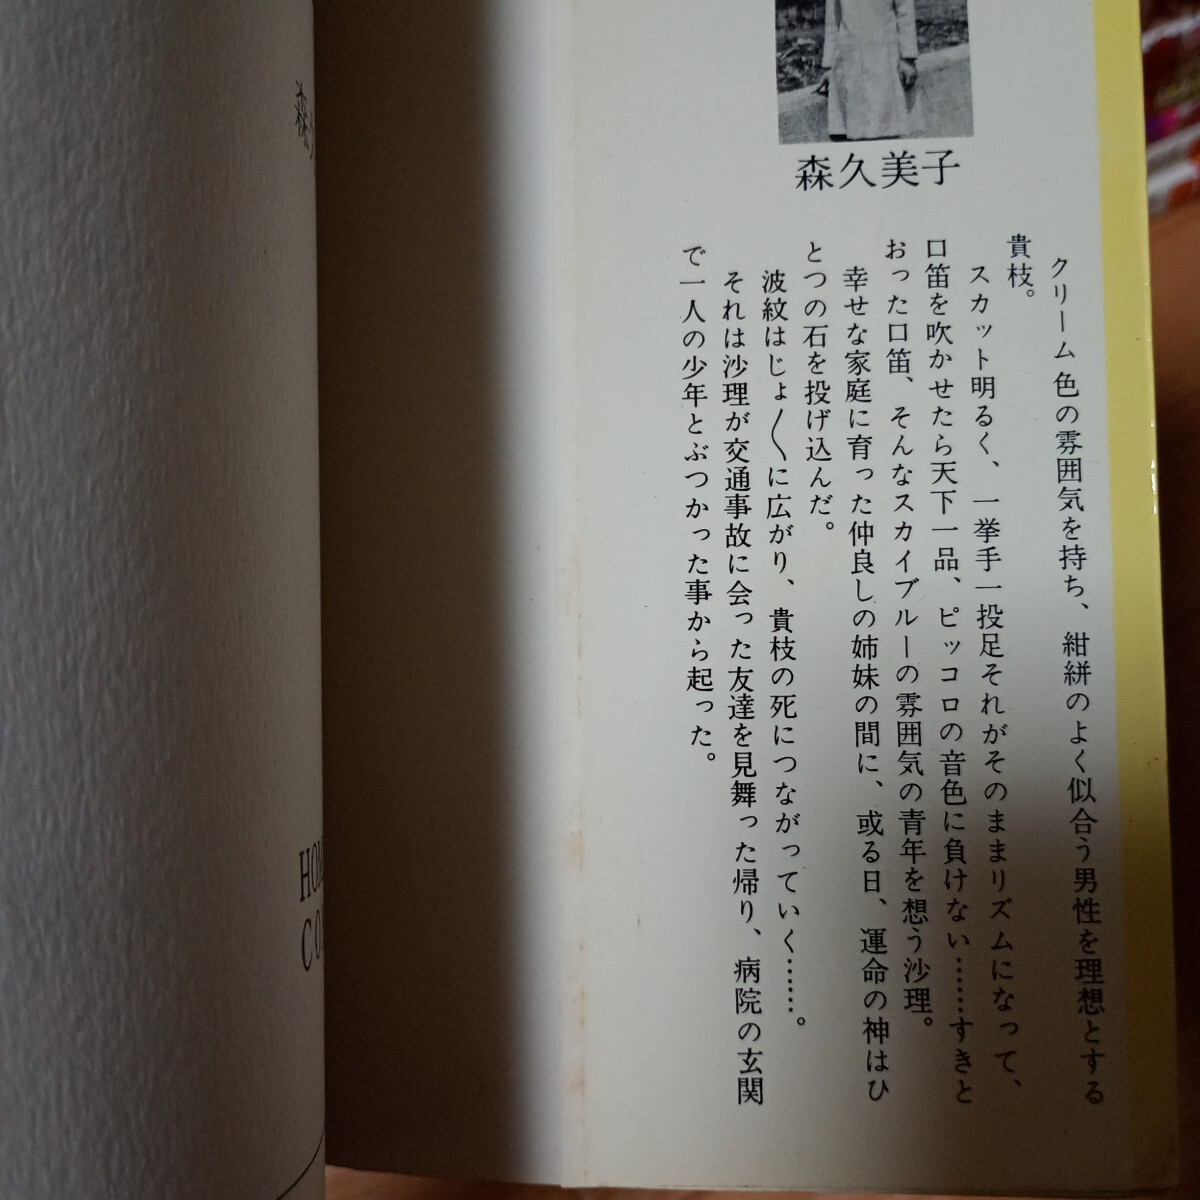 森久美子
クリーム色の雰囲気を持ち、紺絣のよく似合う男性を理想とする
貴枝。
スカット明るく、一挙手一投足それがそのままリズムになって、
口笛を吹かせたら天下一品、ピッコロの音色に負けない……すきと
おった口笛、そんなスカイブルーの雰囲気の青年を想う沙理。
幸せな家庭に育った仲良しの姉妹の間に、或る日、運命の神はひ
とつの石を投げ込んだ。
波紋はじょ〳〵に広がり、貴枝の死につながっていく……。
それは沙理が交通事故に会った友達を見舞った帰り、病院の玄関
で一人の少年とぶつかった事から起った。
森
HOM
CO